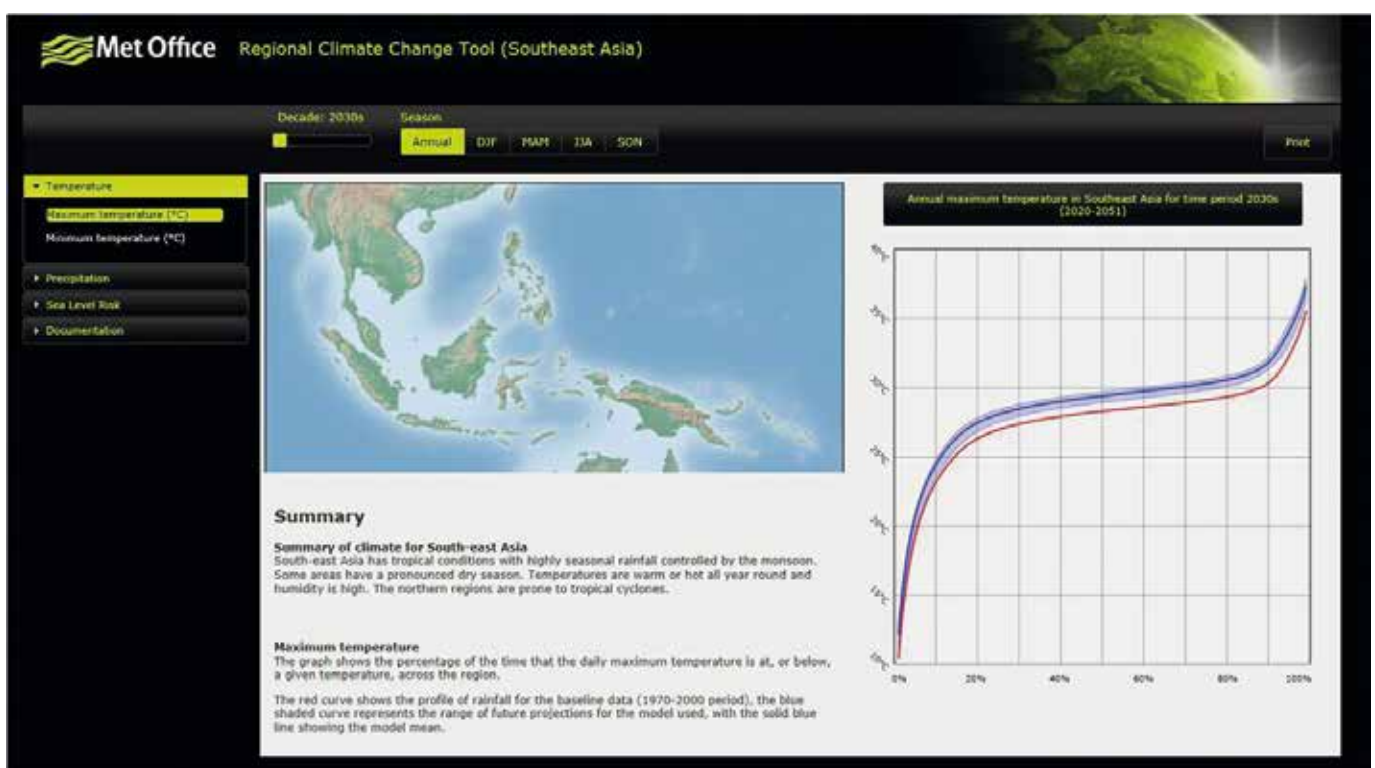 Met Office Regional Climate Change Tool (Southeast Asia)
Decade: 2030s Season
Annual DJF MAM JJA SON Print
Temperature
Maximum temperature (°C)
Minimum temperature (°C)
Precipitation
Sea Level Risk
Documentation
Annual maximum temperature in Southeast Asia for time period 2030s
(2020-2051)
40°C
35°C
30°C
25°C
20°C
15°C
10°C
0% 20% 40% 60% 80% 100%
Summary
Summary of climate for South-east Asia
South-east Asia has tropical conditions with highly seasonal rainfall controlled by the monsoon.
Some areas have a pronounced dry season. Temperatures are warm or hot all year round and
humidity is high. The northern regions are prone to tropical cyclones.
Maximum temperature
The graph shows the percentage of the time that the daily maximum temperature is at, or below,
a given temperature, across the region.
The red curve shows the profile of rainfall for the baseline data (1970-2000 period), the blue
shaded curve represents the range of future projections for the model used, with the solid blue
line showing the model mean.